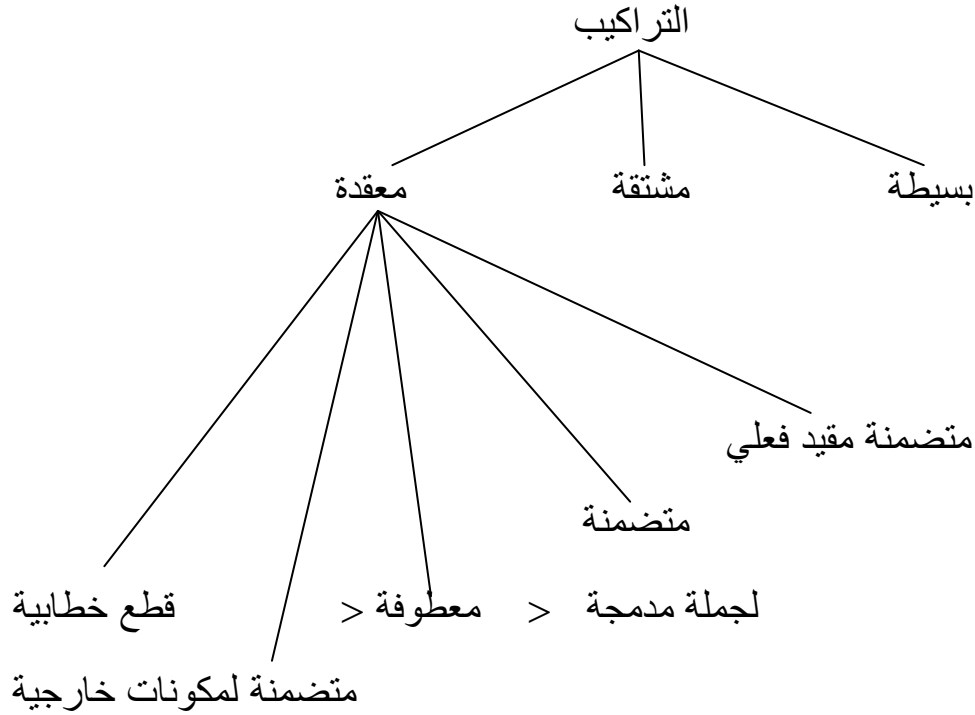 التراكيب
بسيطة مشتقة معقدة
متضمنة مقيد فعلي
متضمنة
لجملة مدمجة > معطوفة > قطع خطابية
متضمنة لمكونات خارجية